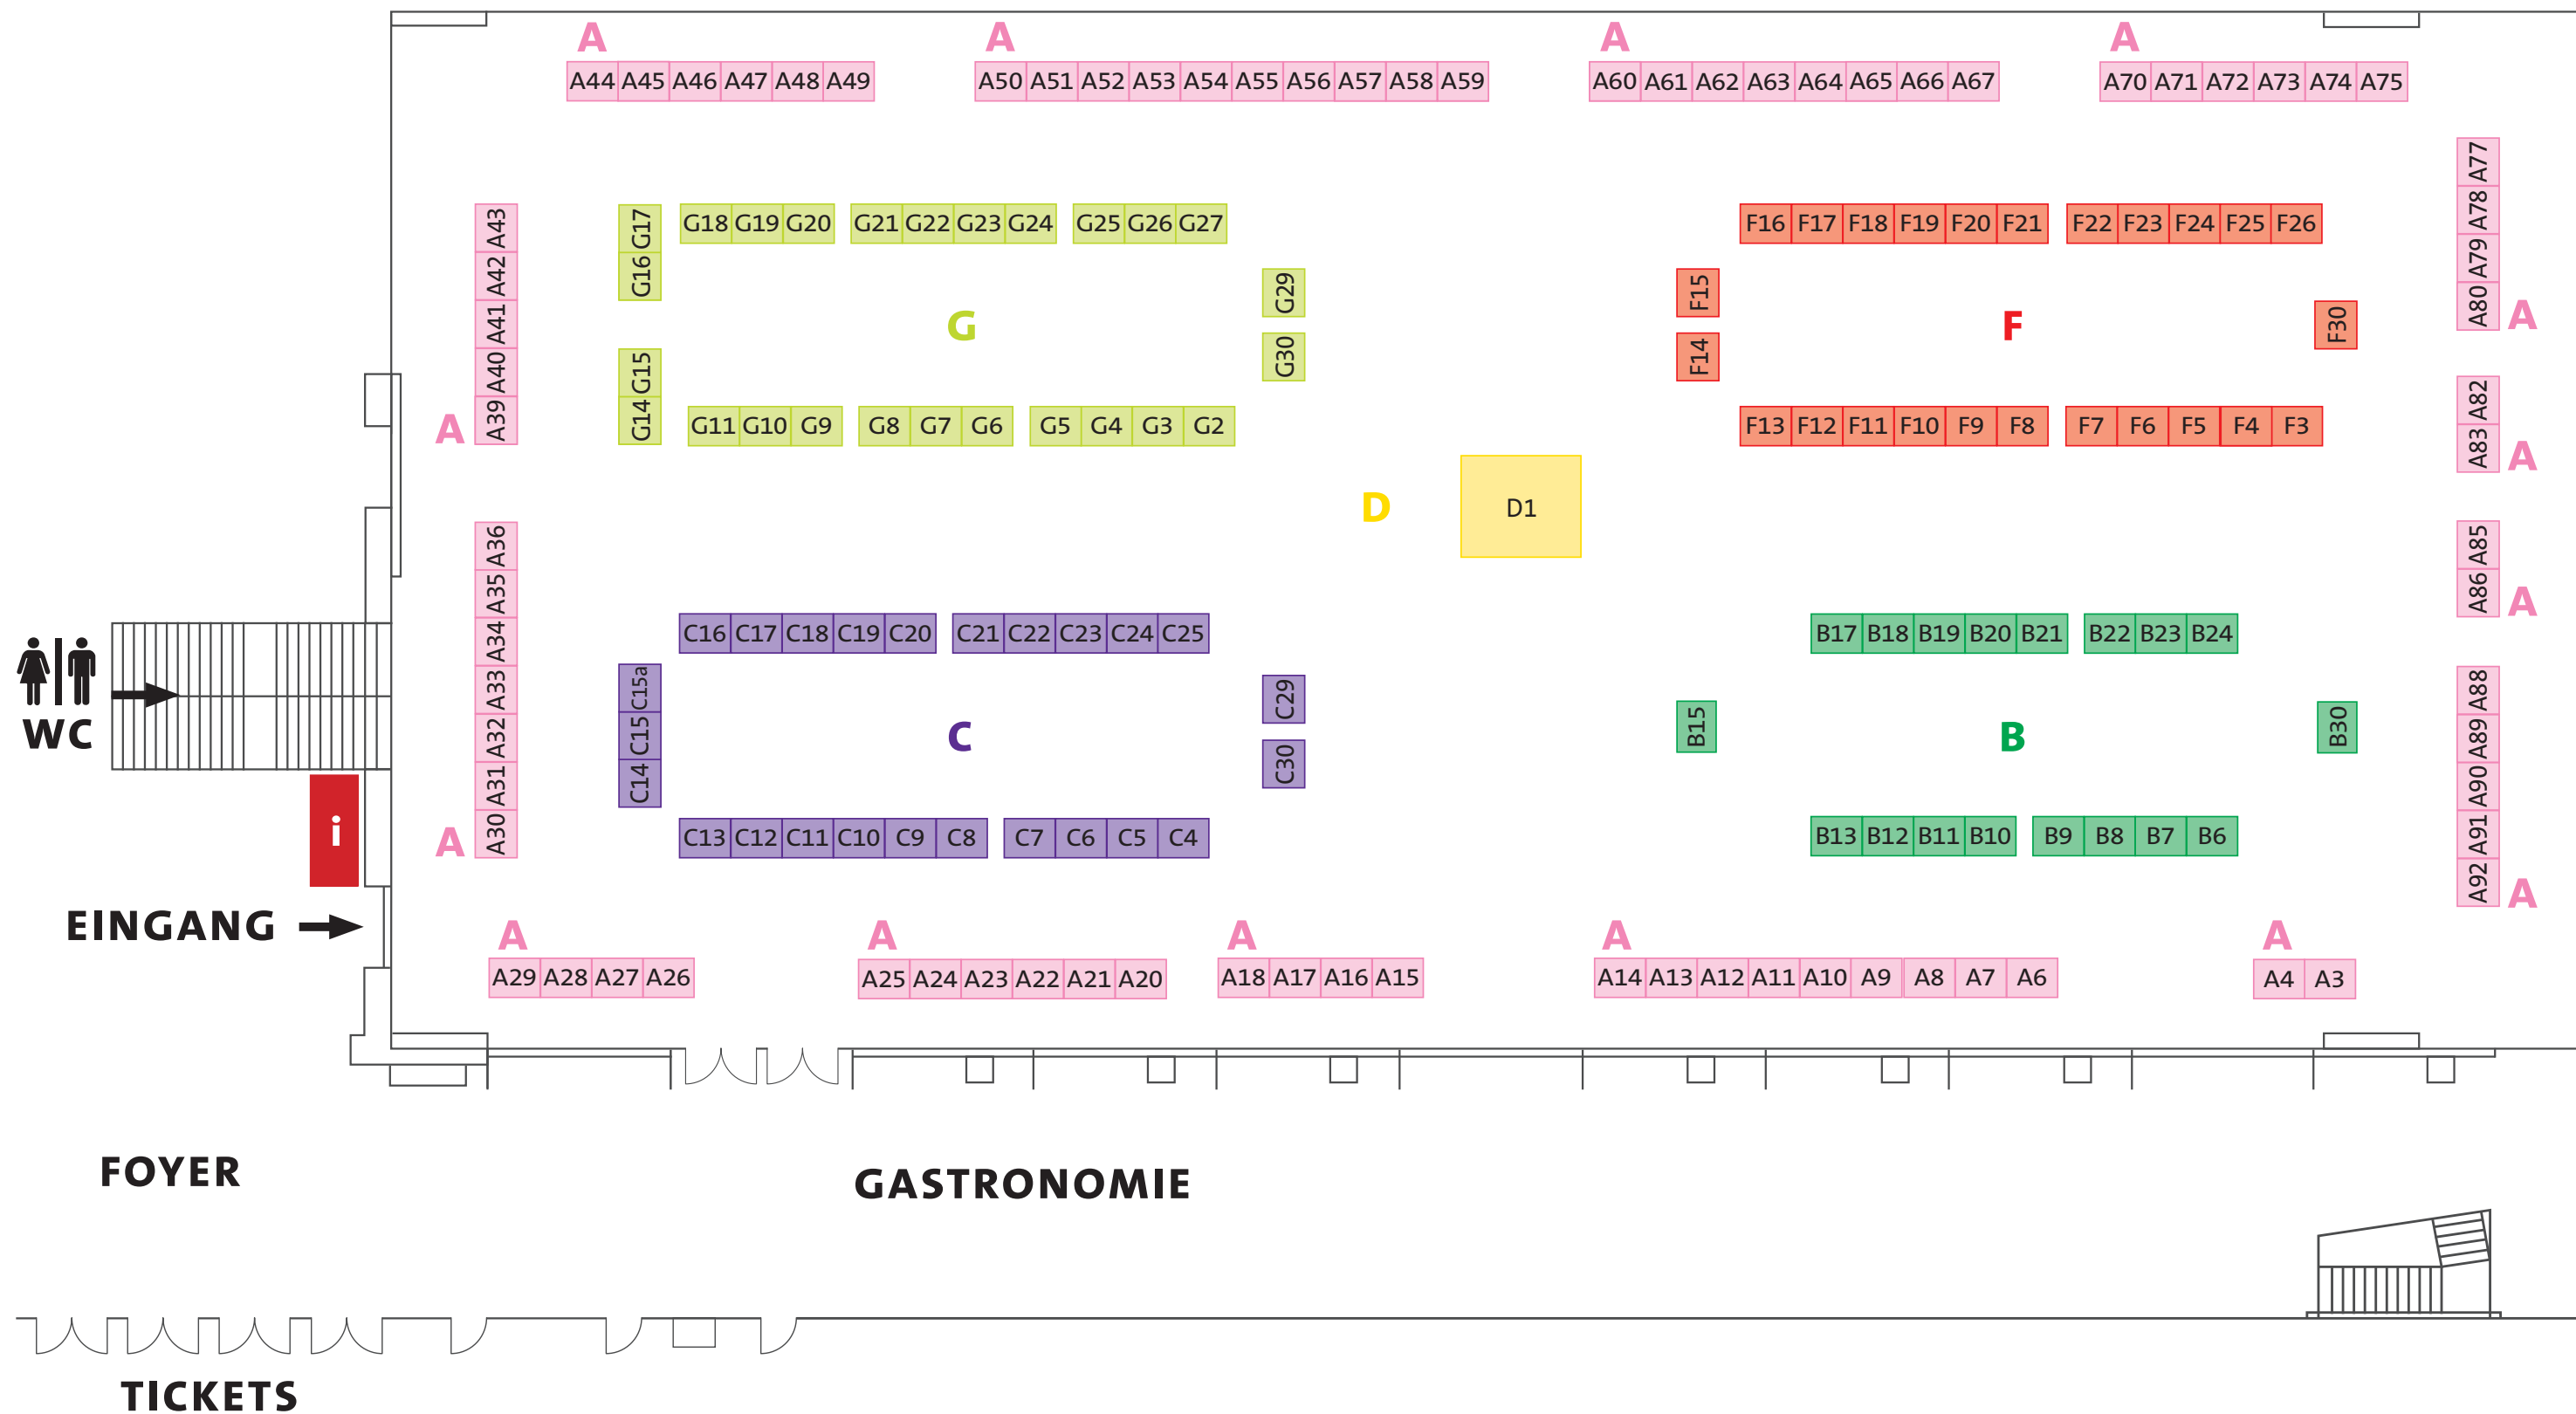 A A A A
A44 A45 A46 A47 A48 A49 A50 A51 A52 A53 A54 A55 A56 A57 A58 A59 A60 A61 A62 A63 A64 A65 A66 A67 A70 A71 A72 A73 A74 A75
A43
A42
A41
A40
A39
A
G17
G16
G15
G14
G18 G19 G20 G21 G22 G23 G24 G25 G26 G27
G
G29
G30
G11 G10 G9 G8 G7 G6 G5 G4 G3 G2
F16 F17 F18 F19 F20 F21 F22 F23 F24 F25 F26
F15
F14
F
F30
F13 F12 F11 F10 F9 F8 F7 F6 F5 F4 F3
A77
A78
A79
A80
A
A82
A83
A
D
D1
A85
A86
A
A36
A35
A34
A33
A32
A31
A30
A
C16 C17 C18 C19 C20 C21 C22 C23 C24 C25
C15a
C15
C14
C
C29
C30
C13 C12 C11 C10 C9 C8 C7 C6 C5 C4
B17 B18 B19 B20 B21 B22 B23 B24
B15
B
B30
B13 B12 B11 B10 B9 B8 B7 B6
A88
A89
A90
A91
A92
A
WC
i
EINGANG
A A A A A
A29 A28 A27 A26 A25 A24 A23 A22 A21 A20 A18 A17 A16 A15 A14 A13 A12 A11 A10 A9 A8 A7 A6 A4 A3
FOYER
GASTRONOMIE
TICKETS